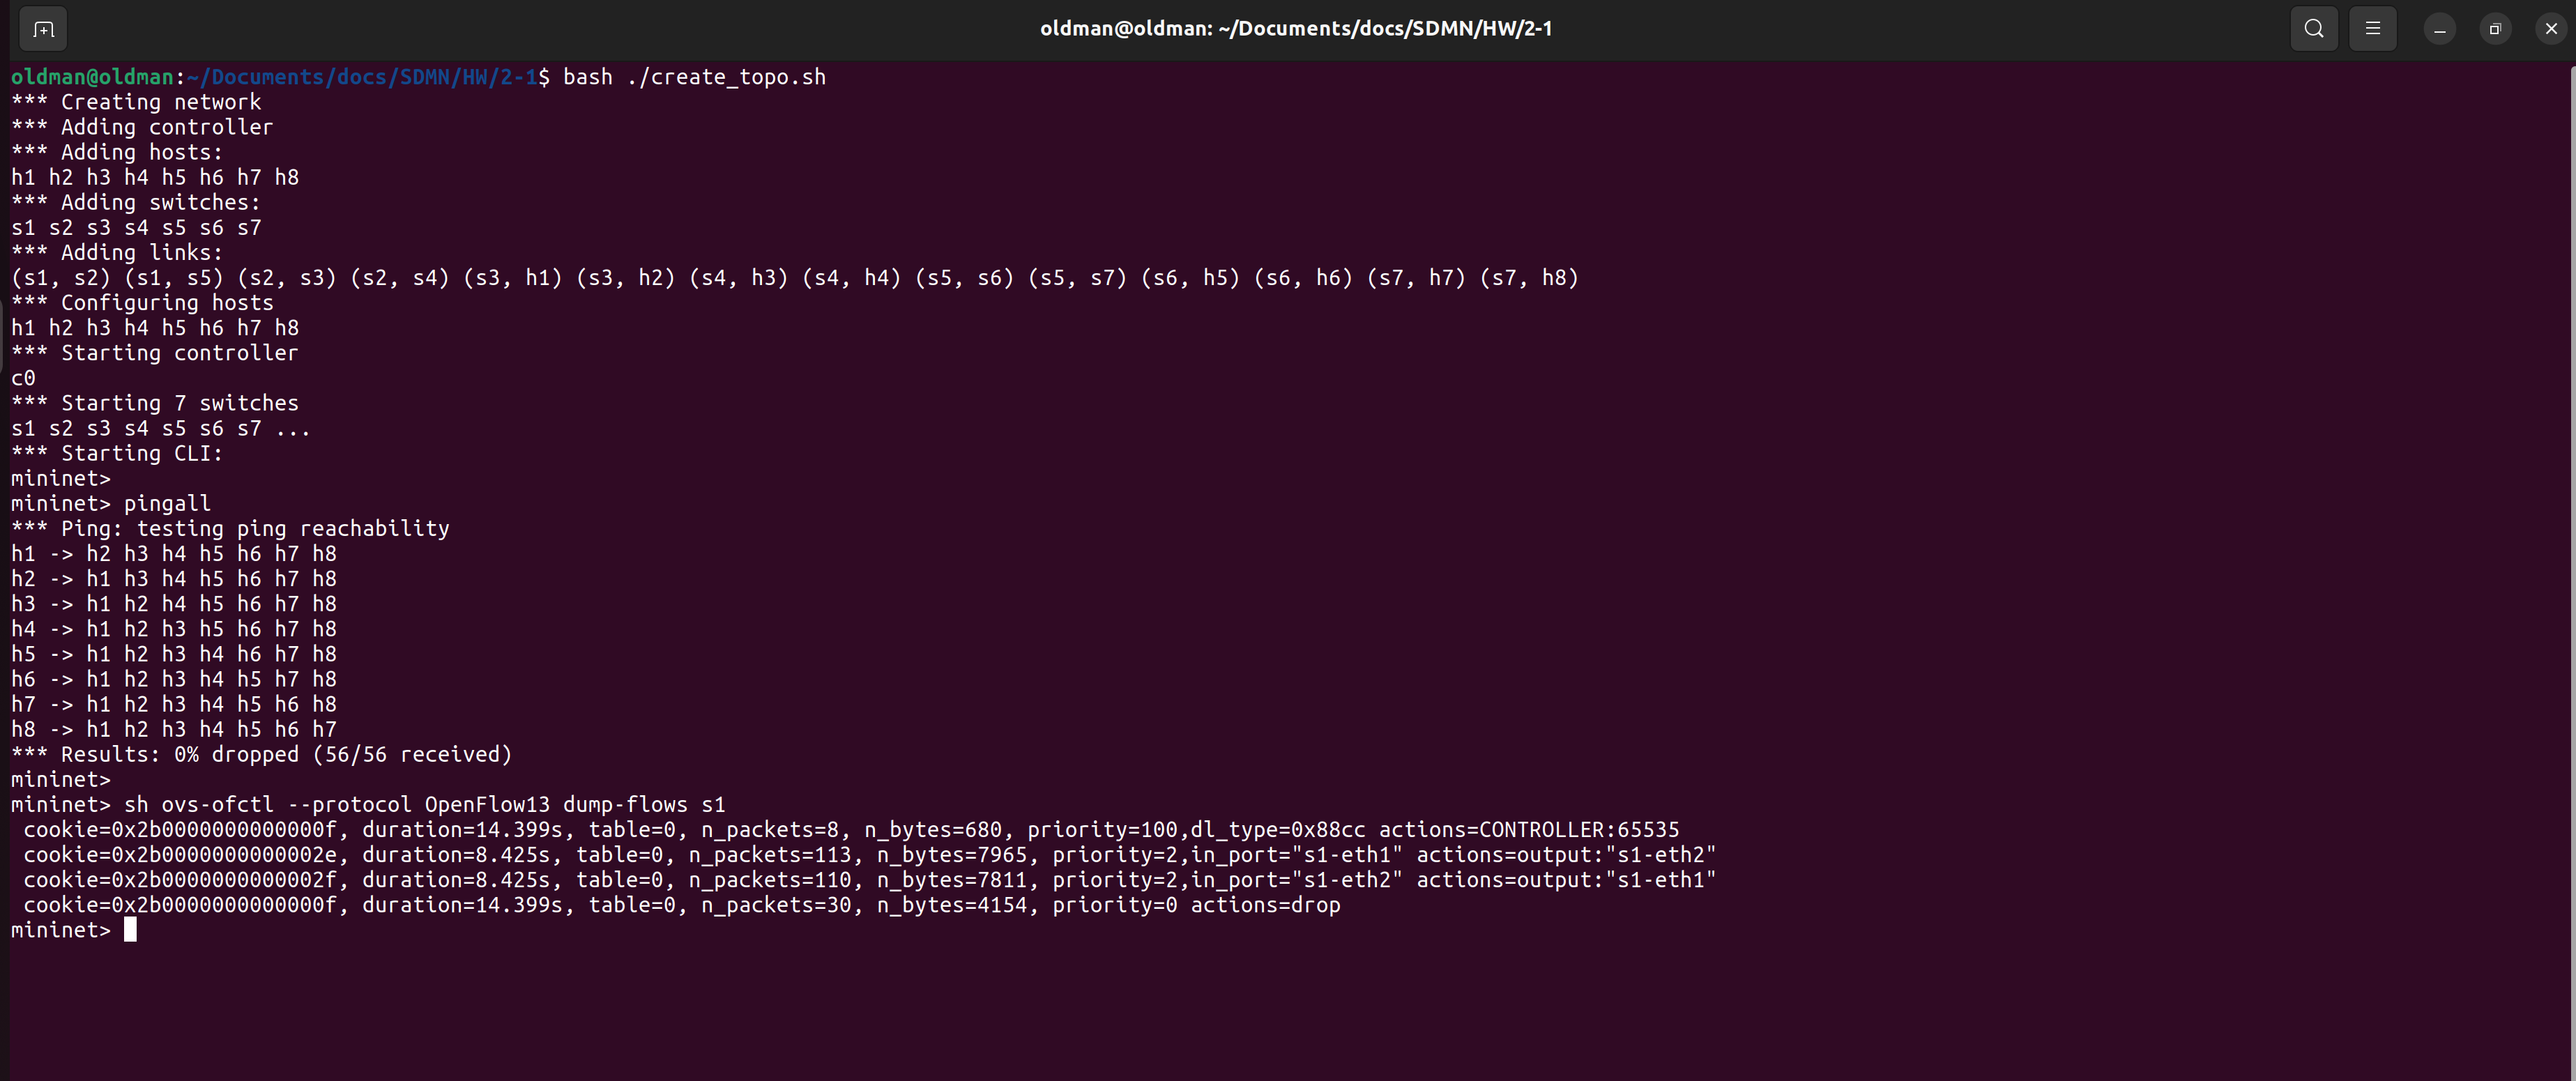 oldman@oldman: ~/Documents/docs/SDMN/HW/2-1
oldman@oldman:~/Documents/docs/SDMN/HW/2-1$ bash ./create_topo.sh
*** Creating network
*** Adding controller
*** Adding hosts:
h1 h2 h3 h4 h5 h6 h7 h8
*** Adding switches:
s1 s2 s3 s4 s5 s6 s7
*** Adding links:
(s1, s2) (s1, s5) (s2, s3) (s2, s4) (s3, h1) (s3, h2) (s4, h3) (s4, h4) (s5, s6) (s5, s7) (s6, h5) (s6, h6) (s7, h7) (s7, h8)
*** Configuring hosts
h1 h2 h3 h4 h5 h6 h7 h8
*** Starting controller
c0
*** Starting 7 switches
s1 s2 s3 s4 s5 s6 s7 ...
*** Starting CLI:
mininet>
mininet> pingall
*** Ping: testing ping reachability
h1 -> h2 h3 h4 h5 h6 h7 h8
h2 -> h1 h3 h4 h5 h6 h7 h8
h3 -> h1 h2 h4 h5 h6 h7 h8
h4 -> h1 h2 h3 h5 h6 h7 h8
h5 -> h1 h2 h3 h4 h6 h7 h8
h6 -> h1 h2 h3 h4 h5 h7 h8
h7 -> h1 h2 h3 h4 h5 h6 h8
h8 -> h1 h2 h3 h4 h5 h6 h7
*** Results: 0% dropped (56/56 received)
mininet>
mininet> sh ovs-ofctl --protocol OpenFlow13 dump-flows s1
cookie=0x2b0000000000000f, duration=14.399s, table=0, n_packets=8, n_bytes=680, priority=100,dl_type=0x88cc actions=CONTROLLER:65535
cookie=0x2b0000000000002e, duration=8.425s, table=0, n_packets=113, n_bytes=7965, priority=2,in_port="s1-eth1" actions=output:"s1-eth2"
cookie=0x2b0000000000002f, duration=8.425s, table=0, n_packets=110, n_bytes=7811, priority=2,in_port="s1-eth2" actions=output:"s1-eth1"
cookie=0x2b0000000000000f, duration=14.399s, table=0, n_packets=30, n_bytes=4154, priority=0 actions=drop
mininet>